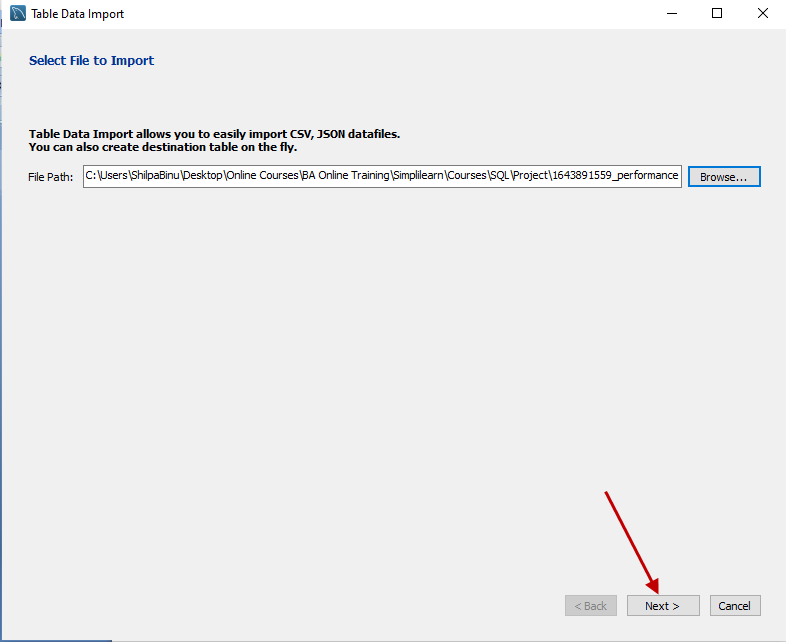 Table Data Import
Select File to Import
Table Data Import allows you to easily import CSV, JSON datafiles.
You can also create destination table on the fly.
File Path: C:\Users\ShilpaBinu\Desktop\Online Courses\BA Online Training\Simplilearn\Courses\SQL\Project\1643891559_performance Browse...
< Back Next > Cancel